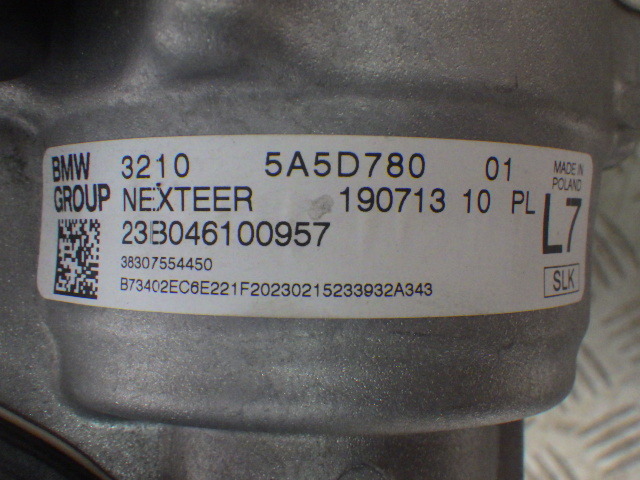 BMW GROUP 3210 5A5D780 01
NEXTEER 190713 10 PL
23B046100957
38307554450
B73402EC6E221F20230215233932A343
MADE IN
POLAND
L7
SLK